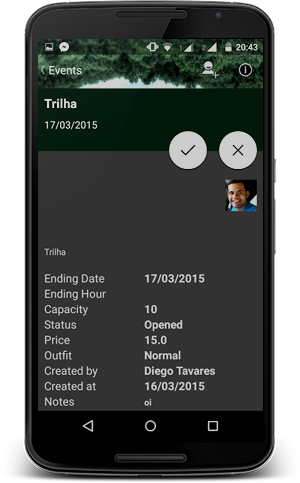 20:43
Events
Trilha
17/03/2015
Trilha
Ending Date 17/03/2015
Ending Hour
Capacity 10
Status Opened
Price 15.0
Outfit Normal
Created by Diego Tavares
Created at 16/03/2015
Notes oi